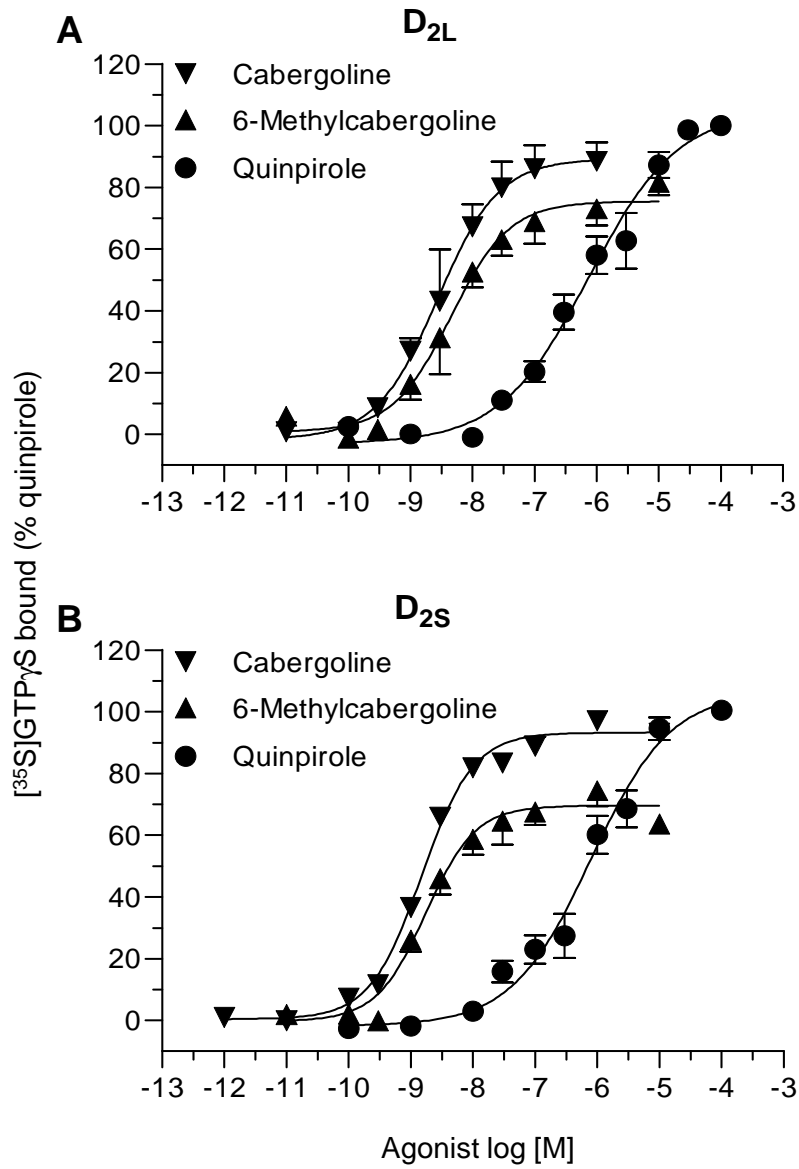 A
D2L
120
100
80
60
40
20
0
Cabergoline
6-Methylcabergoline
Quinpirole
-13 -12 -11 -10 -9 -8 -7 -6 -5 -4 -3
[35S]GTPγS bound (% quinpirole)
B
D2S
120
100
80
60
40
20
0
Cabergoline
6-Methylcabergoline
Quinpirole
-13 -12 -11 -10 -9 -8 -7 -6 -5 -4 -3
Agonist log [M]